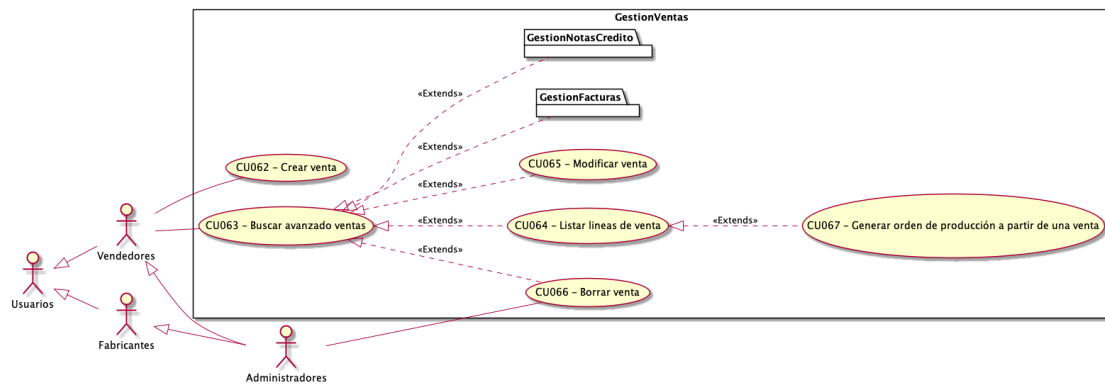 GestionVentas
GestionNotasCredito
«Extends»
GestionFacturas
«Extends»
CU062 – Crear venta
CU065 – Modificar venta
«Extends»
CU063 – Buscar avanzado ventas
«Extends»
CU064 – Listar lineas de venta
«Extends»
CU067 – Generar orden de producción a partir de una venta
Vendedores
«Extends»
CU066 – Borrar venta
Usuarios
Fabricantes
Administradores